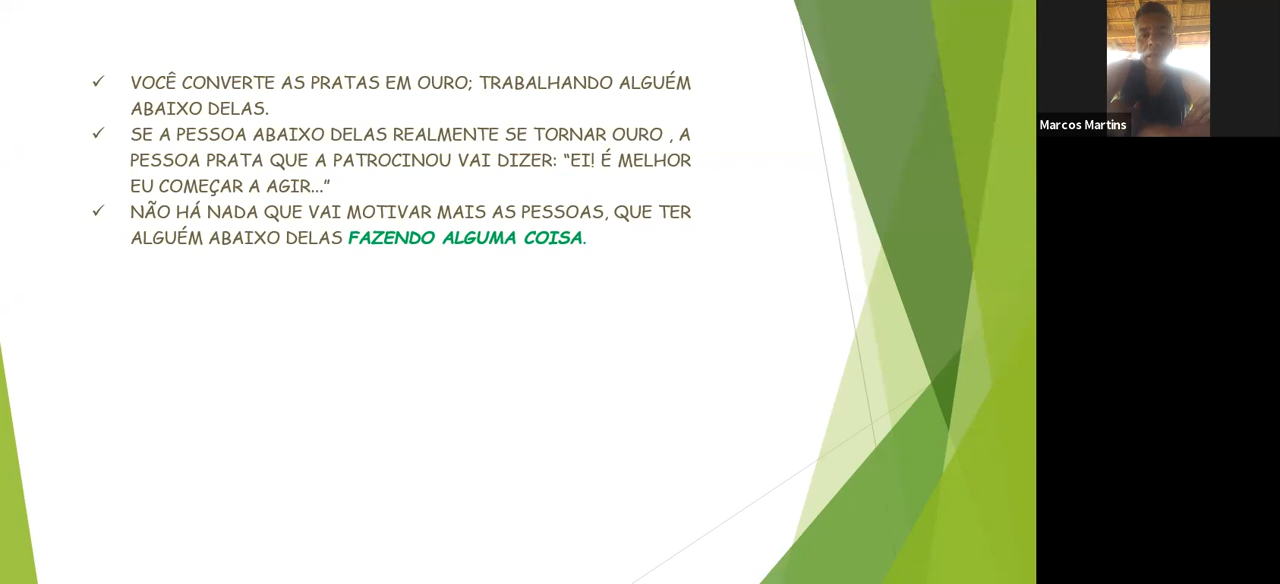 VOCÊ CONVERTE AS PRATAS EM OURO; TRABALHANDO ALGUÉM
ABAIXO DELAS.
SE A PESSOA ABAIXO DELAS REALMENTE SE TORNAR OURO , A
PESSOA PRATA QUE A PATROCINOU VAI DIZER: “EI! É MELHOR
EU COMEÇAR A AGIR...”
NÃO HÁ NADA QUE VAI MOTIVAR MAIS AS PESSOAS, QUE TER
ALGUÉM ABAIXO DELAS FAZENDO ALGUMA COISA.
Marcos Martins